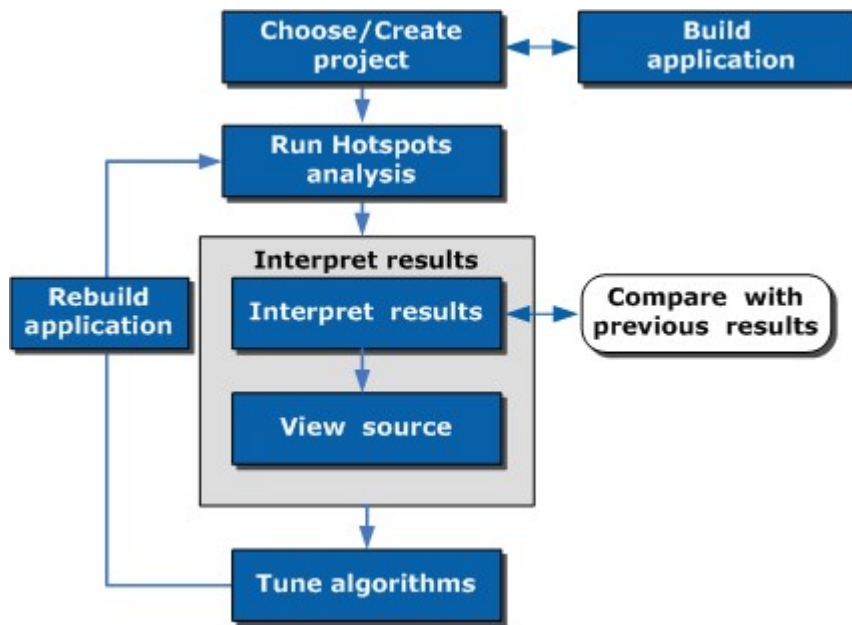 Choose/Create
project
Build
application
Run Hotspots
analysis
Interpret results
Interpret results
Compare with
previous results
Rebuild
application
View source
Tune algorithms